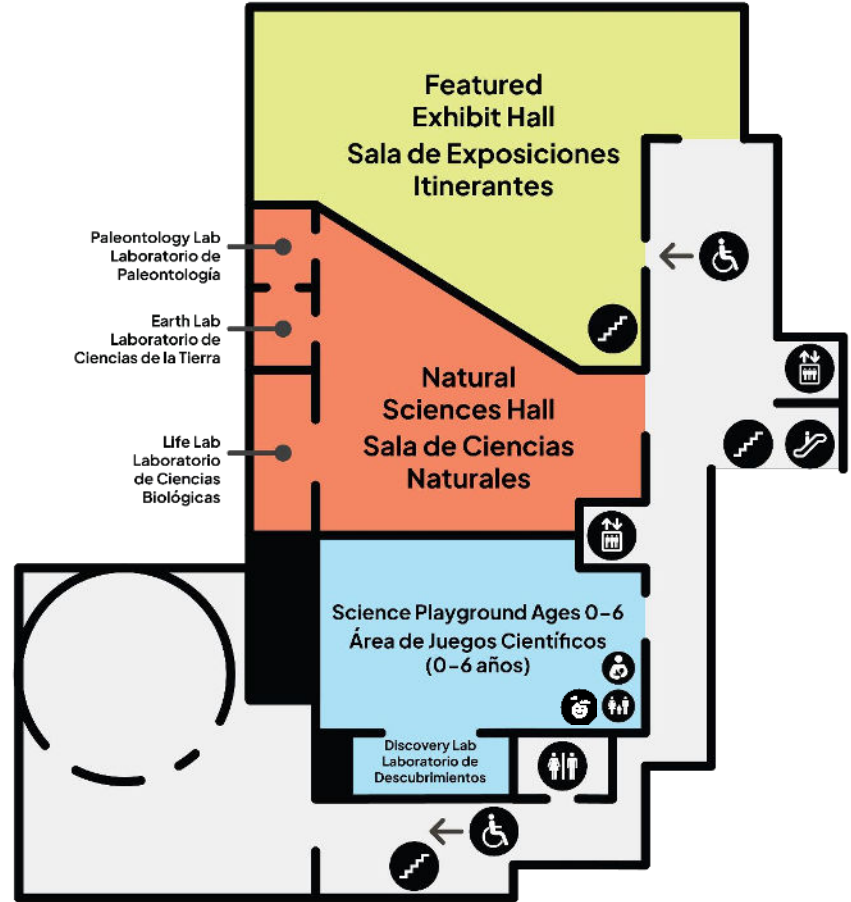 Featured
Exhibit Hall
Sala de Exposiciones
Itinerantes
Paleontology Lab
Laboratorio de
Paleontología
Earth Lab
Laboratorio de
Ciencias de la Tierra
Natural
Sciences Hall
Sala de Ciencias
Naturales
Life Lab
Laboratorio
de Ciencias
Biológicas
Science Playground Ages 0–6
Área de Juegos Científicos
(0–6 años)
Discovery Lab
Laboratorio de
Descubrimientos